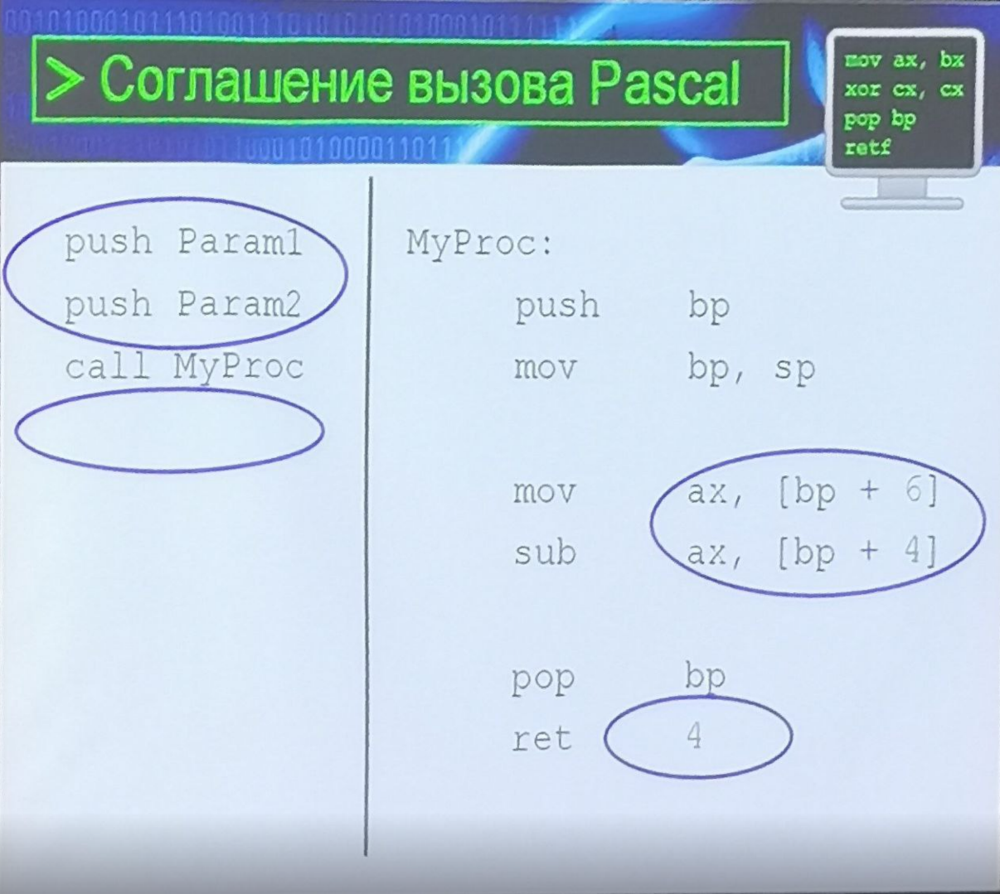 > Соглашение вызова Pascal
mov ax, bx
xor cx, cx
pop bp
retf
push Param1
push Param2
call MyProc
MyProc:
push bp
mov bp, sp
mov ax, [bp + 6]
sub ax, [bp + 4]
pop bp
ret 4